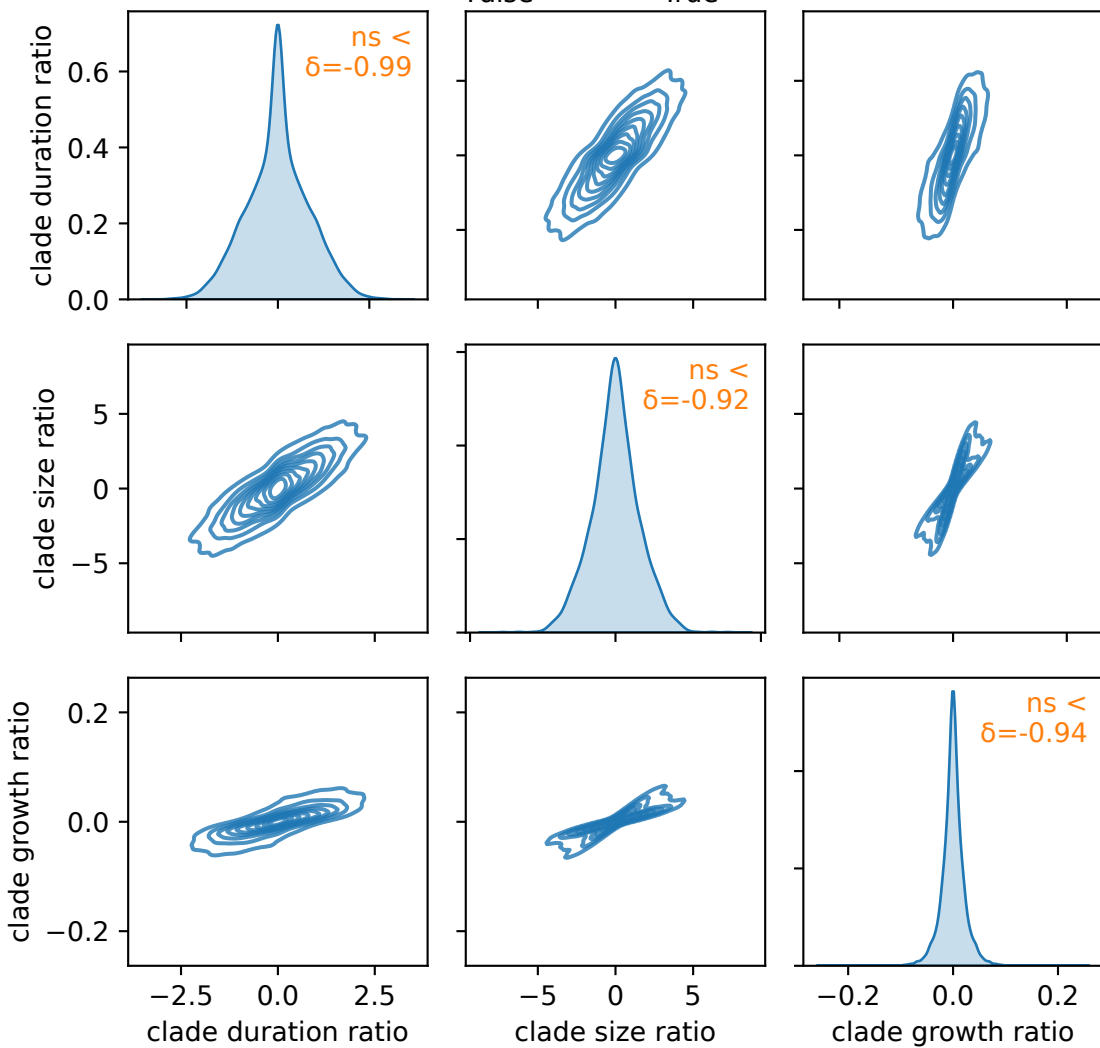 clade duration ratio
0.6
0.4
0.2
0.0
ns <
δ=-0.99
clade size ratio
5
0
−5
ns <
δ=-0.92
clade growth ratio
0.2
0.0
−0.2
ns <
δ=-0.94
−2.5 0.0 2.5
−5 0 5
−0.2 0.0 0.2
clade duration ratio
clade size ratio
clade growth ratio